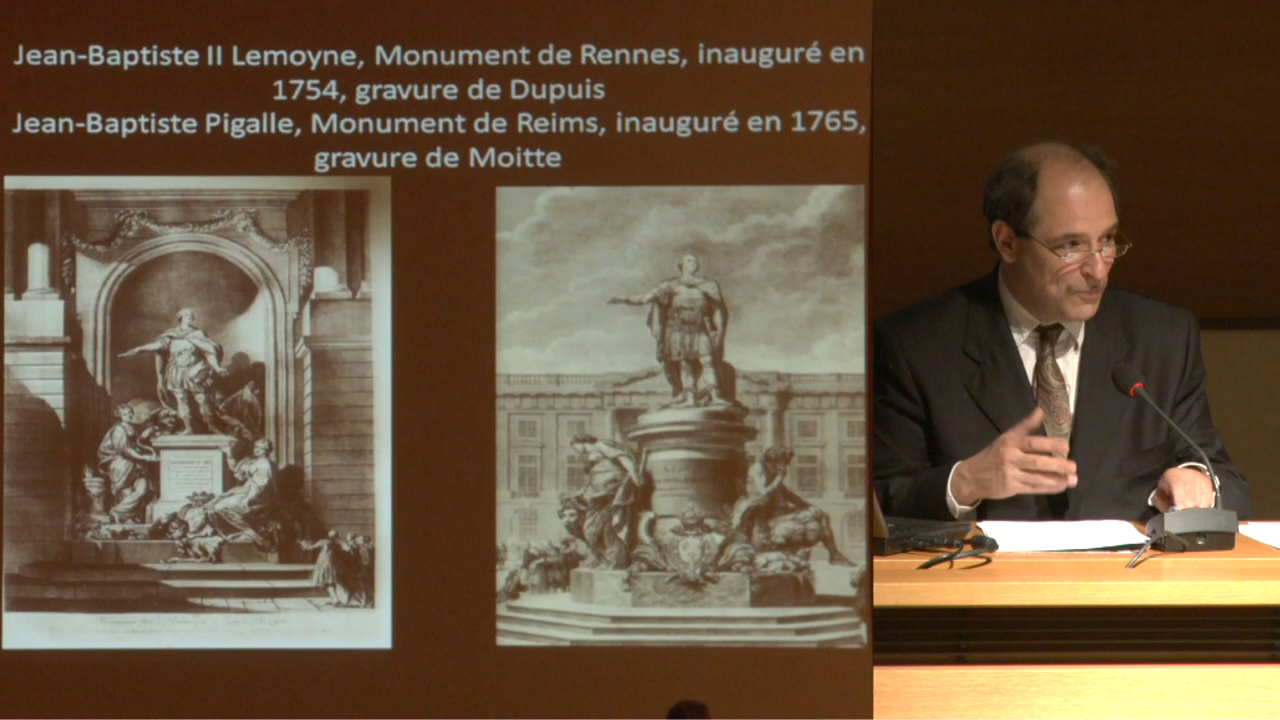 Jean-Baptiste II Lemoyne, Monument de Rennes, inauguré en
1754, gravure de Dupuis
Jean-Baptiste Pigalle, Monument de Reims, inauguré en 1765,
gravure de Moitte